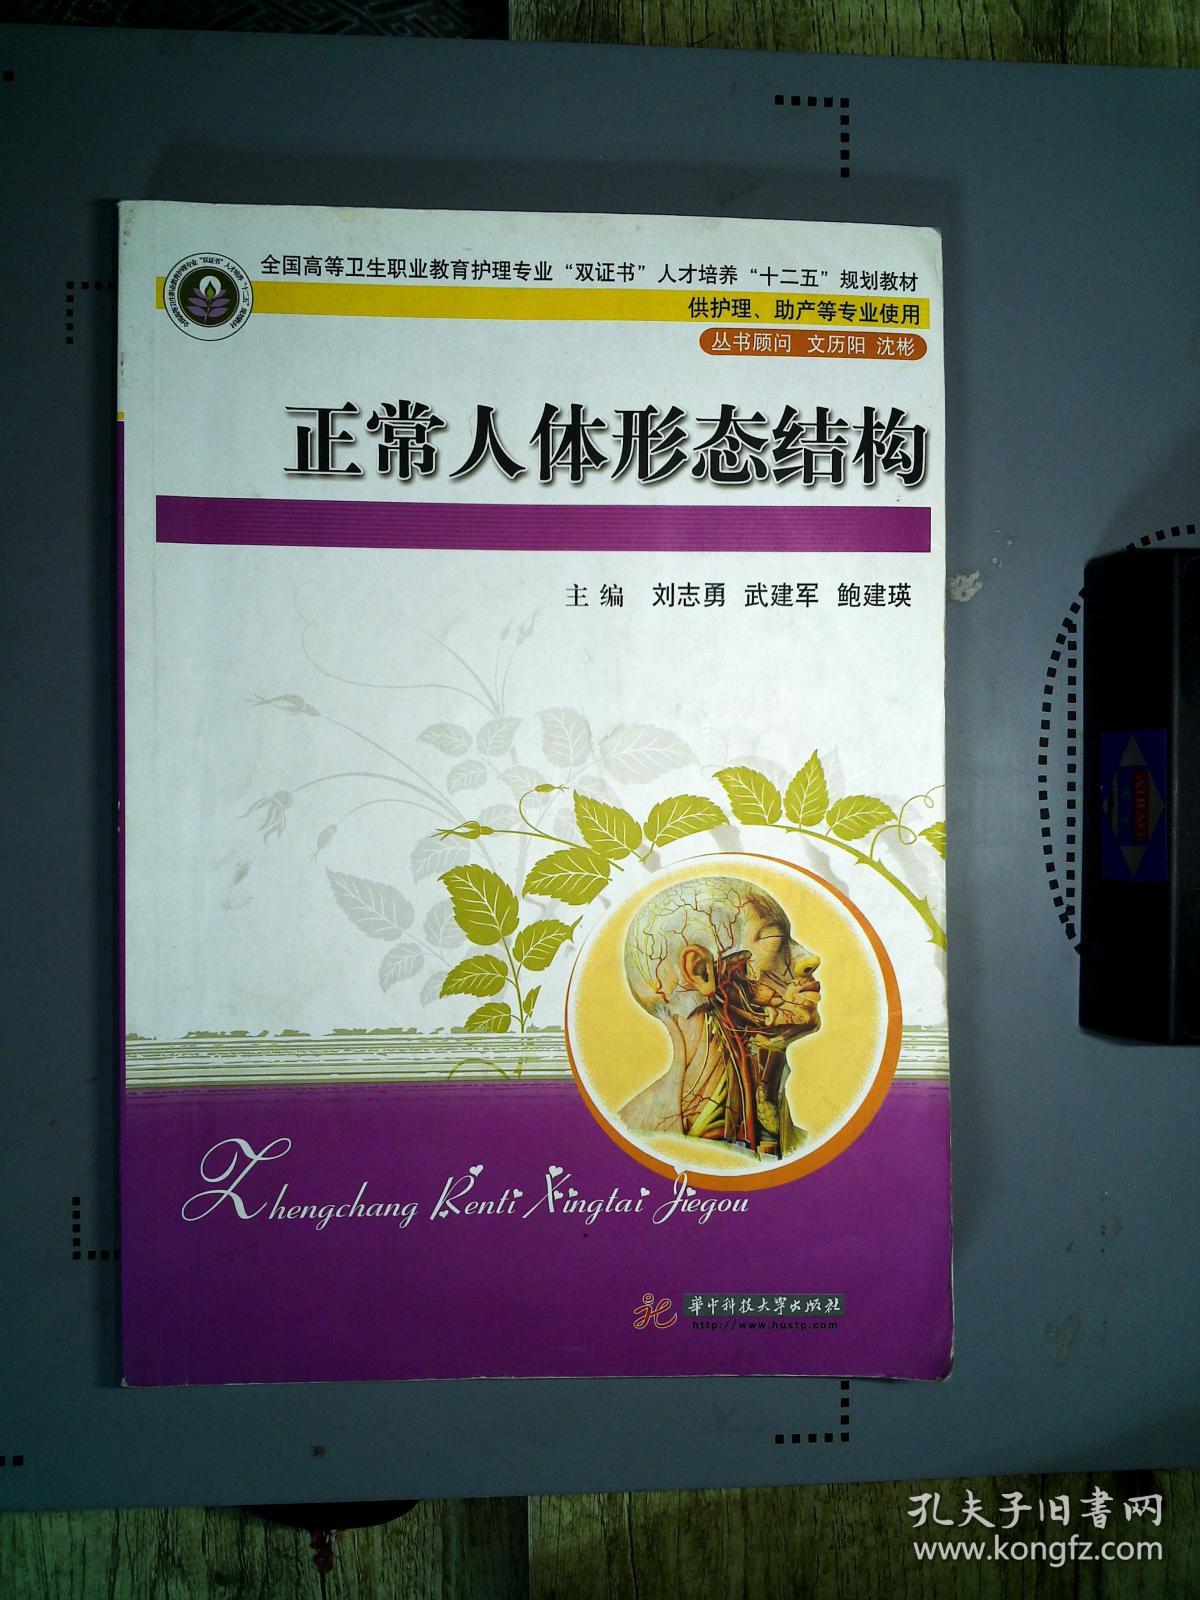 全国高等卫生职业教育护理专业“双证书”人才培养“十二五”规划教材
供护理、助产等专业使用
丛书顾问 文历阳 沈彬
正常人体形态结构
主编 刘志勇 武建军 鲍建瑛
Zhengchang Renti Xingtai Jiegou
华中科技大学出版社
http://www.hustp.com
AIBAO
孔夫子旧书网
www.kongfz.com